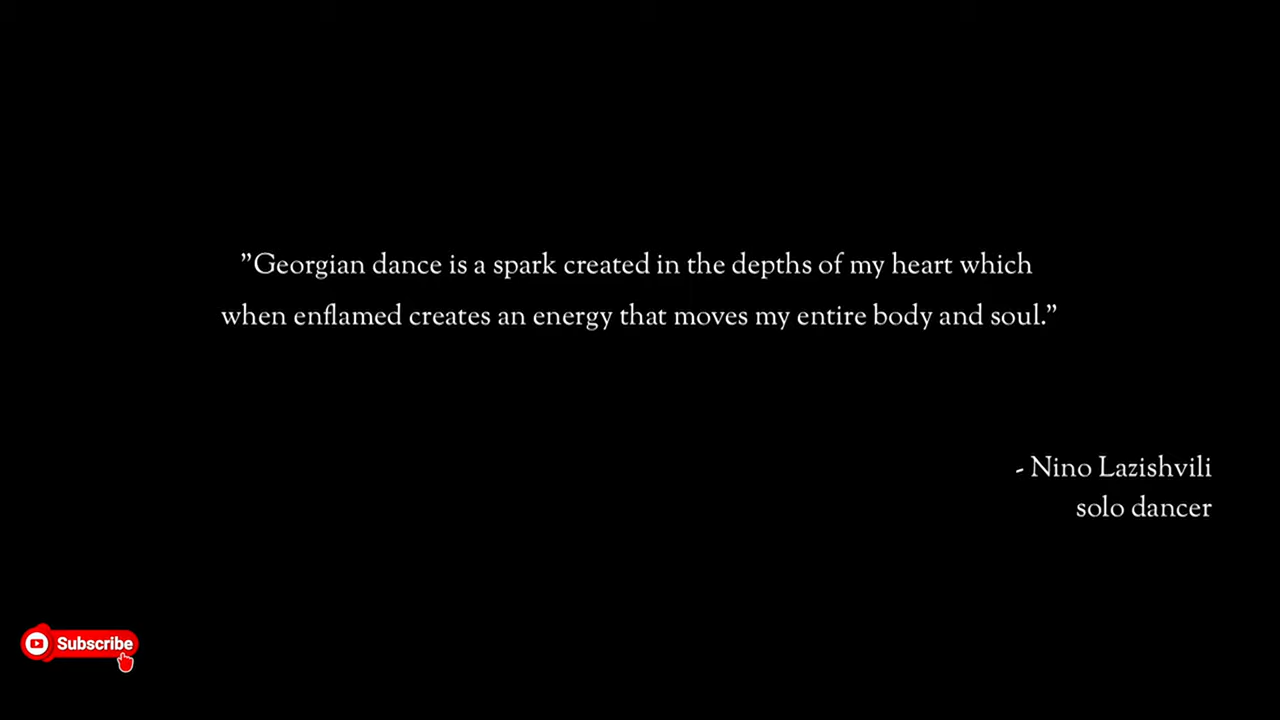 ”Georgian dance is a spark created in the depths of my heart which
when enflamed creates an energy that moves my entire body and soul.”
- Nino Lazishvili
solo dancer
Subscribe